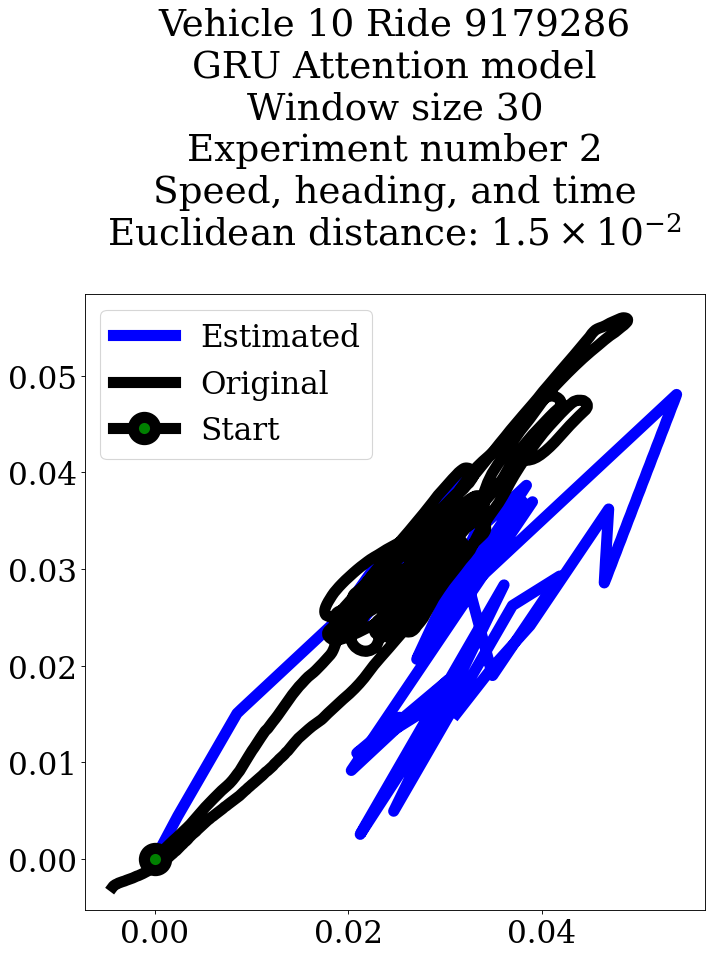 Vehicle 10 Ride 9179286
GRU Attention model
Window size 30
Experiment number 2
Speed, heading, and time
Euclidean distance: 1.5 × 10⁻²
Estimated
Original
Start
0.05
0.04
0.03
0.02
0.01
0.00
0.00 0.02 0.04